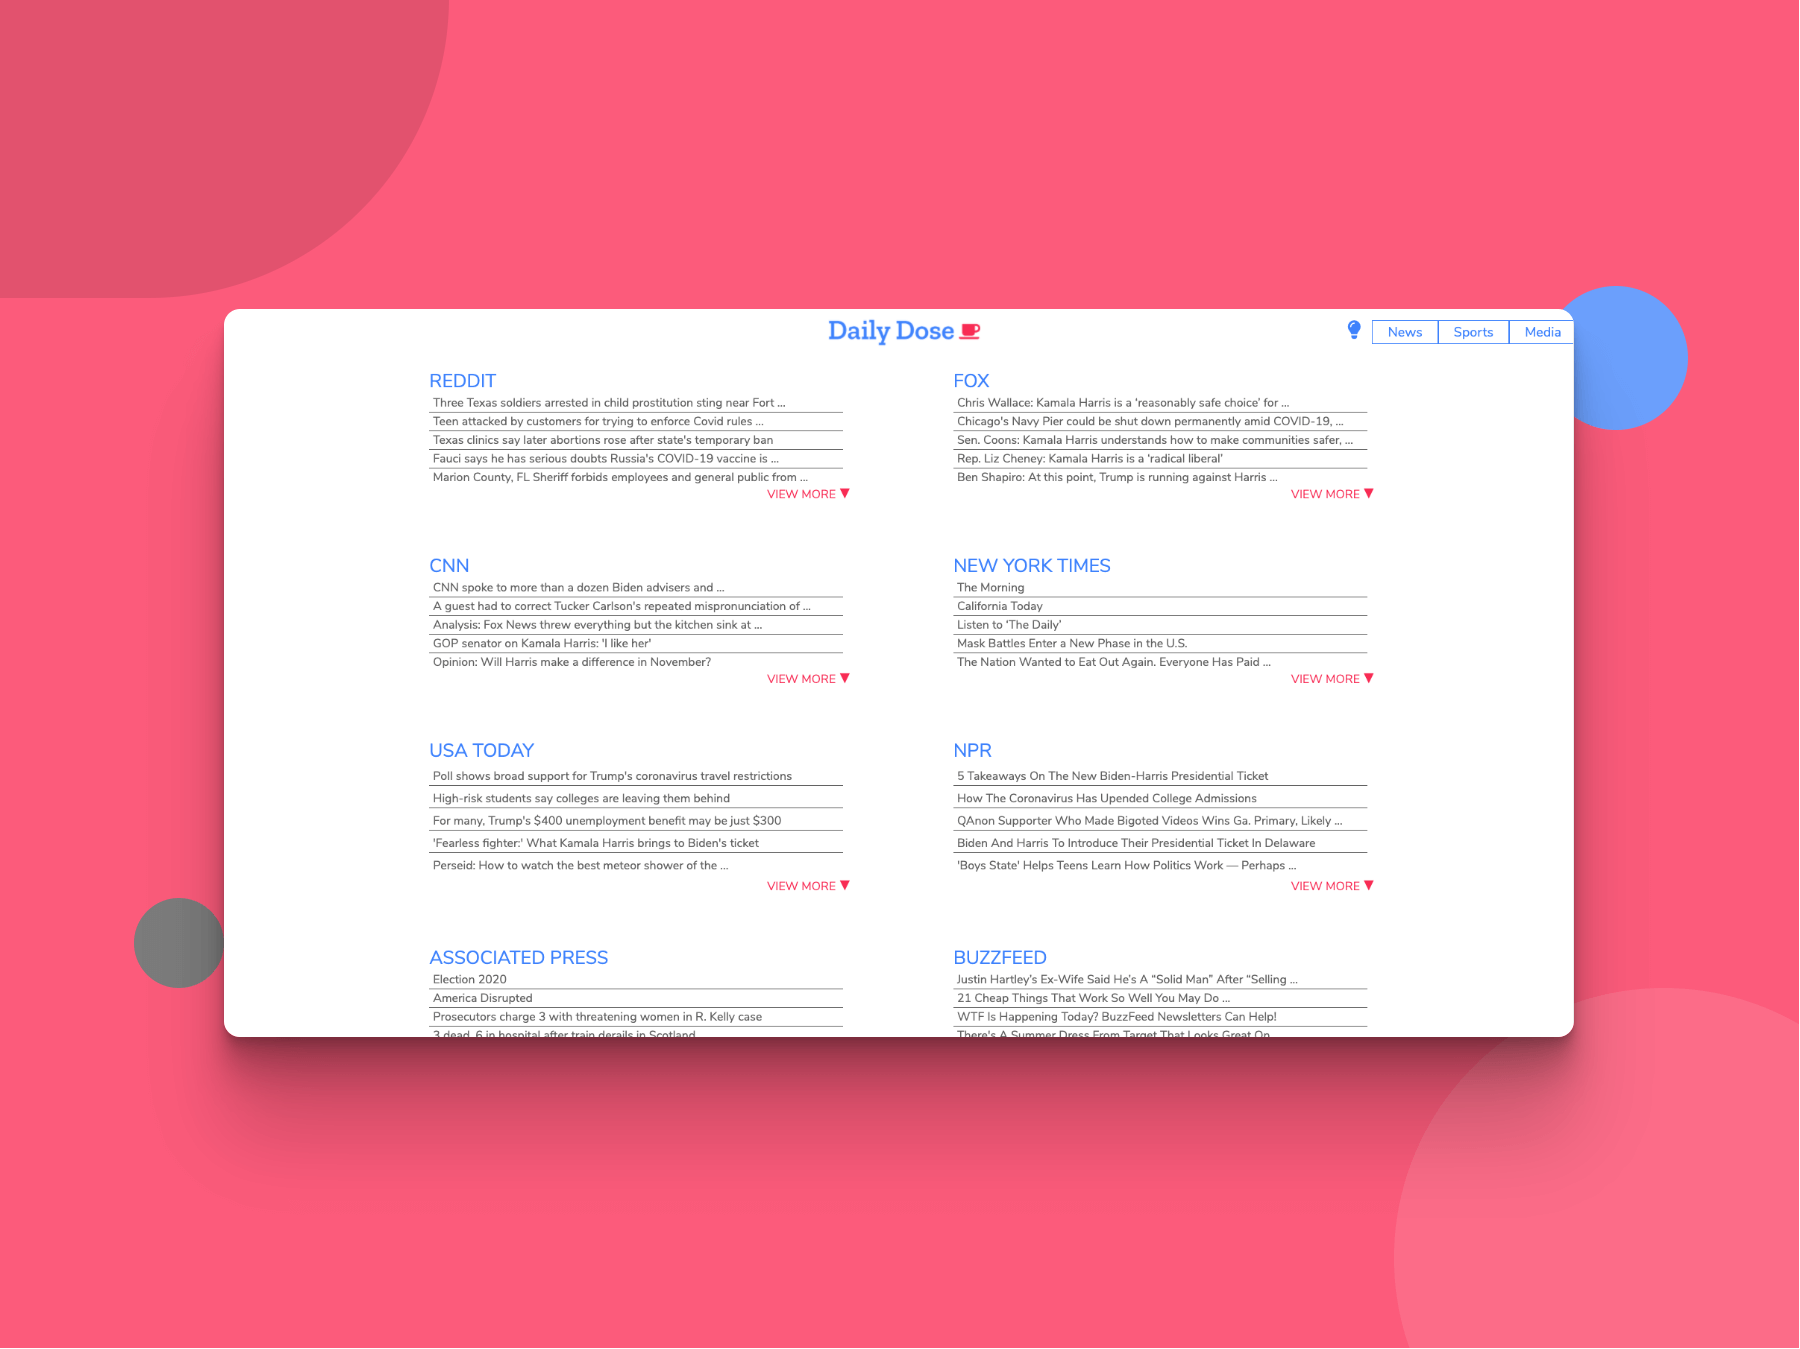 Daily Dose
News
Sports
Media
REDDIT
Three Texas soldiers arrested in child prostitution sting near Fort ...
Teen attacked by customers for trying to enforce Covid rules ...
Texas clinics say later abortions rose after state's temporary ban
Fauci says he has serious doubts Russia's COVID-19 vaccine is ...
Marion County, FL Sheriff forbids employees and general public from ...
VIEW MORE ▼
FOX
Chris Wallace: Kamala Harris is a ‘reasonably safe choice’ for ...
Chicago's Navy Pier could be shut down permanently amid COVID-19, ...
Sen. Coons: Kamala Harris understands how to make communities safer, ...
Rep. Liz Cheney: Kamala Harris is a ‘radical liberal’
Ben Shapiro: At this point, Trump is running against Harris ...
VIEW MORE ▼
CNN
CNN spoke to more than a dozen Biden advisers and ...
A guest had to correct Tucker Carlson's repeated mispronunciation of ...
Analysis: Fox News threw everything but the kitchen sink at ...
GOP senator on Kamala Harris: 'I like her'
Opinion: Will Harris make a difference in November?
VIEW MORE ▼
NEW YORK TIMES
The Morning
California Today
Listen to ‘The Daily’
Mask Battles Enter a New Phase in the U.S.
The Nation Wanted to Eat Out Again. Everyone Has Paid ...
VIEW MORE ▼
USA TODAY
Poll shows broad support for Trump's coronavirus travel restrictions
High-risk students say colleges are leaving them behind
For many, Trump's $400 unemployment benefit may be just $300
'Fearless fighter:' What Kamala Harris brings to Biden's ticket
Perseid: How to watch the best meteor shower of the ...
VIEW MORE ▼
NPR
5 Takeaways On The New Biden-Harris Presidential Ticket
How The Coronavirus Has Upended College Admissions
QAnon Supporter Who Made Bigoted Videos Wins Ga. Primary, Likely ...
Biden And Harris To Introduce Their Presidential Ticket In Delaware
'Boys State' Helps Teens Learn How Politics Work — Perhaps ...
VIEW MORE ▼
ASSOCIATED PRESS
Election 2020
America Disrupted
Prosecutors charge 3 with threatening women in R. Kelly case
3 dead, 6 in hospital after train derails in Scotland
BUZZFEED
Justin Hartley’s Ex-Wife Said He’s A “Solid Man” After “Selling ...
21 Cheap Things That Work So Well You May Do ...
WTF Is Happening Today? BuzzFeed Newsletters Can Help!
There's A Summer Dress From Target That Looks Great On